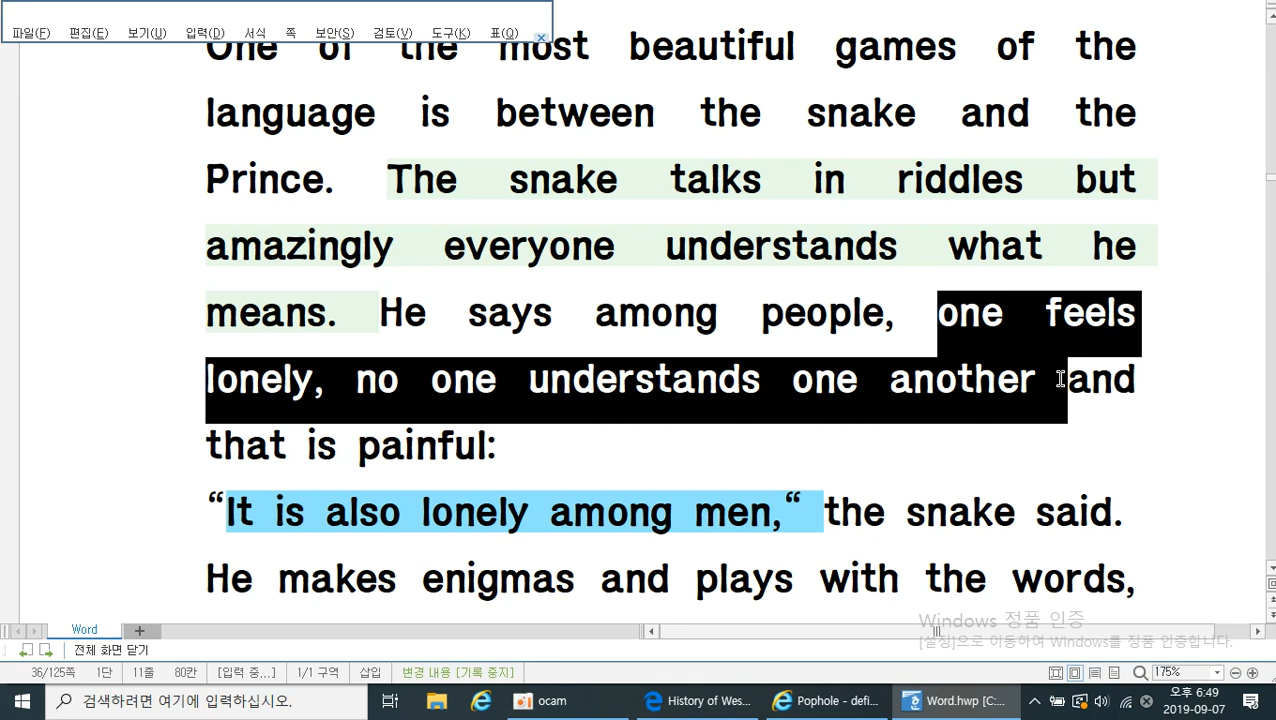 파일(F) 편집(E) 보기(U) 입력(D) 서식 쪽 보안(S) 검토(V) 도구(K) 표(Q)
One of the most beautiful games of the
language is between the snake and the
Prince. The snake talks in riddles but
amazingly everyone understands what he
means. He says among people, one feels
lonely, no one understands one another and
that is painful:
“It is also lonely among men,“ the snake said.
He makes enigmas and plays with the words,
Windows 정품 인증
[설정]으로 이동하여 Windows를 정품 인증합니다.
Word
전체 화면 닫기
36/125쪽 1단 11줄 80칸 [입력 중...] 1/1 구역 삽입 변경 내용 [기록 중지] 175%
검색하려면 여기에 입력하십시오. ocam History of Wes... Pophole - defi... Word.hwp [C:... 오후 6:49
2019-09-07